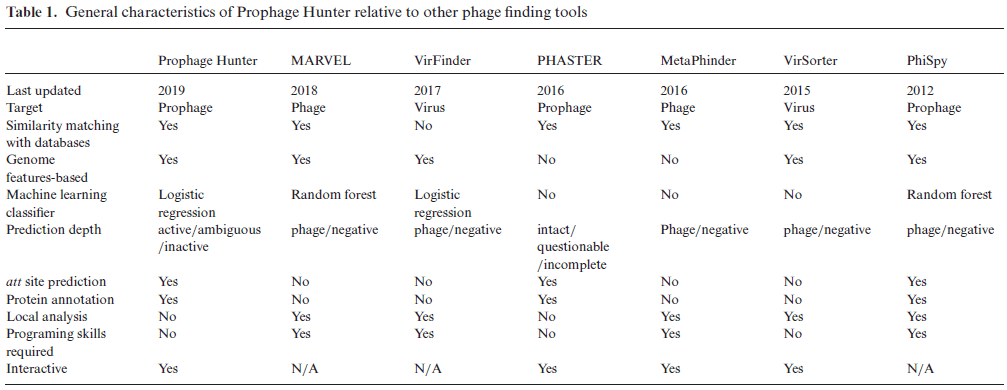 Table 1. General characteristics of Prophage Hunter relative to other phage finding tools
Prophage Hunter MARVEL VirFinder PHASTER MetaPhinder VirSorter PhiSpy
Last updated 2019 2018 2017 2016 2016 2015 2012
Target Prophage Phage Virus Prophage Phage Virus Prophage
Similarity matching Yes Yes No Yes Yes Yes Yes
with databases
Genome Yes Yes Yes No No Yes Yes
features-based
Machine learning Logistic Random forest Logistic No No No Random forest
classifier regression regression
Prediction depth active/ambiguous phage/negative phage/negative intact/ Phage/negative phage/negative phage/negative
/inactive questionable
/incomplete
att site prediction Yes No No Yes No No Yes
Protein annotation Yes No No Yes No No Yes
Local analysis No Yes Yes No Yes Yes Yes
Programing skills No Yes Yes No Yes No Yes
required
Interactive Yes N/A N/A Yes Yes Yes N/A